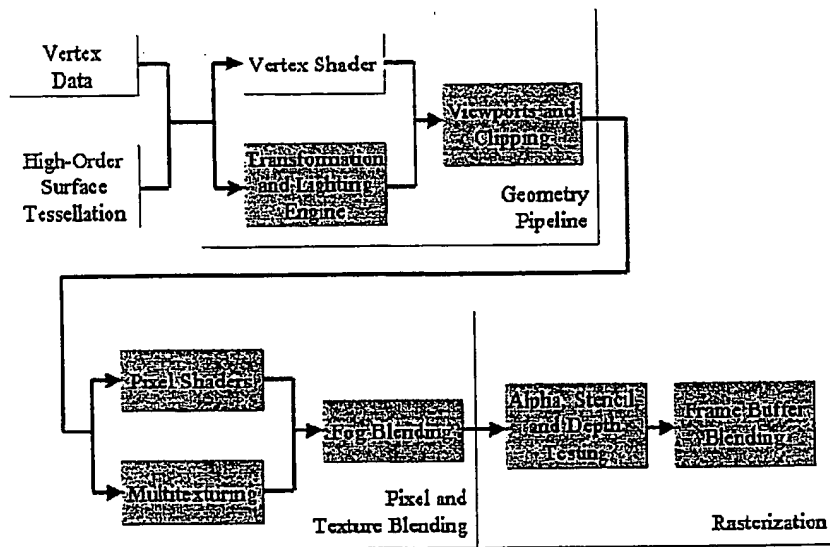 Vertex
Data
Vertex Shader
High-Order
Surface
Tessellation
Transformation
and Lighting
Engine
Viewports and
Clipping
Geometry
Pipeline
Pixel Shaders
Multitexturing
Fog Blending
Pixel and
Texture Blending
Alpha, Stencil
and Depth
Testing
Frame Buffer
Blending
Rasterization